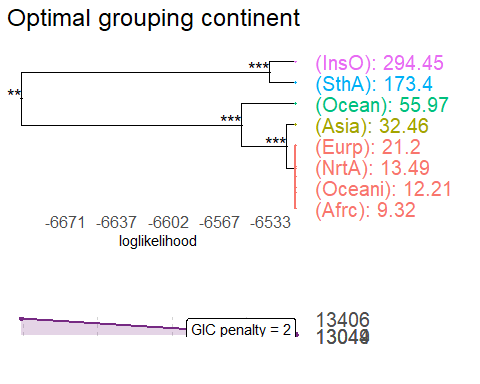 Optimal grouping continent
***
(InsO): 294.45
(SthA): 173.4
**
***
(Ocean): 55.97
(Asia): 32.46
***
(Eurp): 21.2
(NrtA): 13.49
(Oceani): 12.21
(Afrc): 9.32
-6671 -6637 -6602 -6567 -6533
loglikelihood
GIC penalty = 2
13406